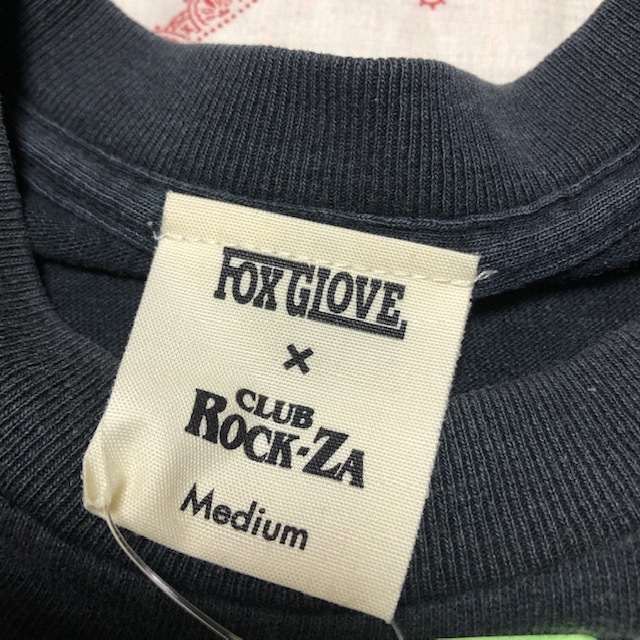 FOXGLOVE
×
CLUB
ROCK-ZA
Medium